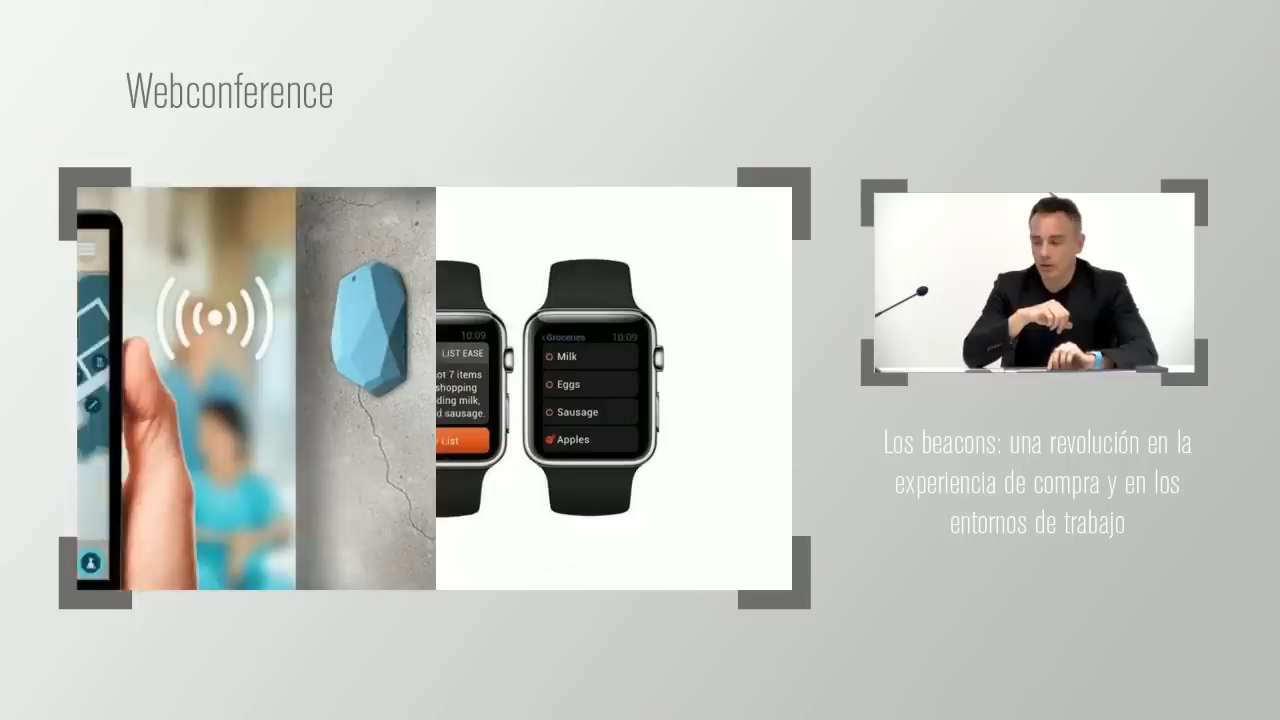 Webconference
10:09
LIST EASE
ot 7 items
shopping
ding milk,
d sausage.
List
‹Groceries 10:09
Milk
Eggs
Sausage
Apples
Los beacons: una revolución en la
experiencia de compra y en los
entornos de trabajo